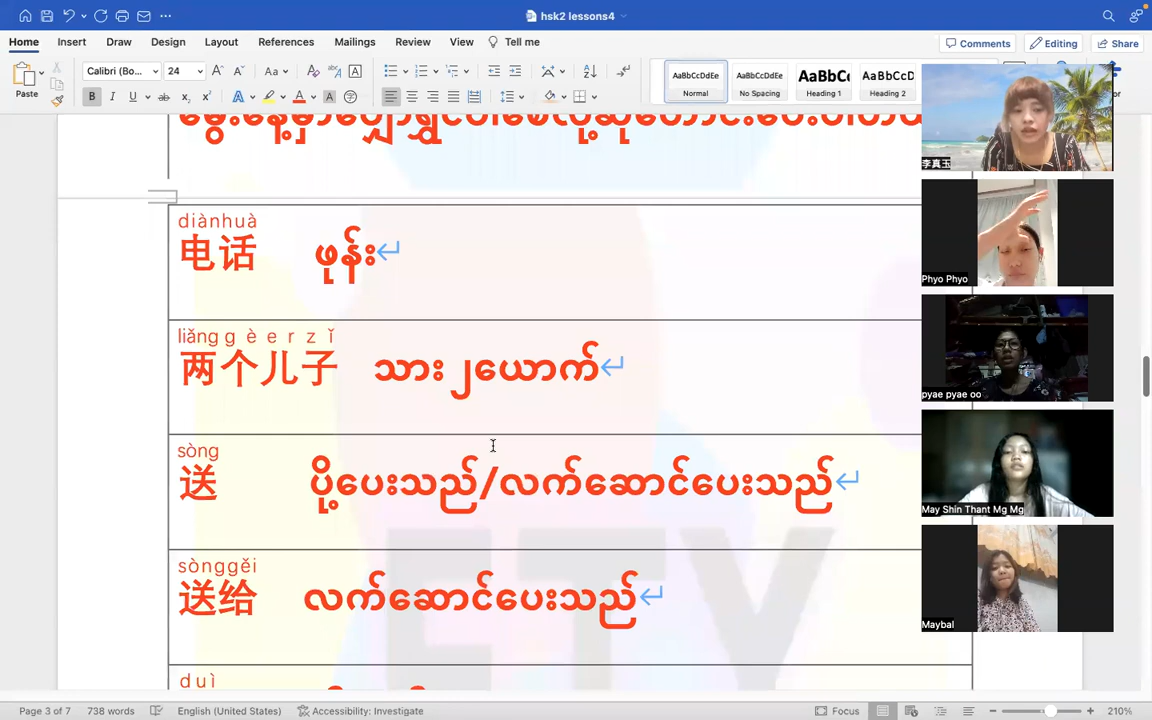 hsk2 lessons4
Home Insert Draw Design Layout References Mailings Review View Tell me
Comments Editing Share
Paste
Calibri (Bo... 24
AaBbCcDdEe AaBbCcDdEe AaBbC AaBbCcD
Normal No Spacing Heading 1 Heading 2
李真玉
diànhuà
电话 ဖုန်း
liǎng g è e r z ǐ
两个儿子 သား ၂ယောက်
sòng
送 ပို့ပေးသည်/လက်ဆောင်ပေးသည်
sònggěi
送给 လက်ဆောင်ပေးသည်
duì
Phyo Phyo
pyae pyae oo
May Shin Thant Mg Mg
Maybal
ETY
Page 3 of 7 738 words English (United States) Accessibility: Investigate Focus 210%